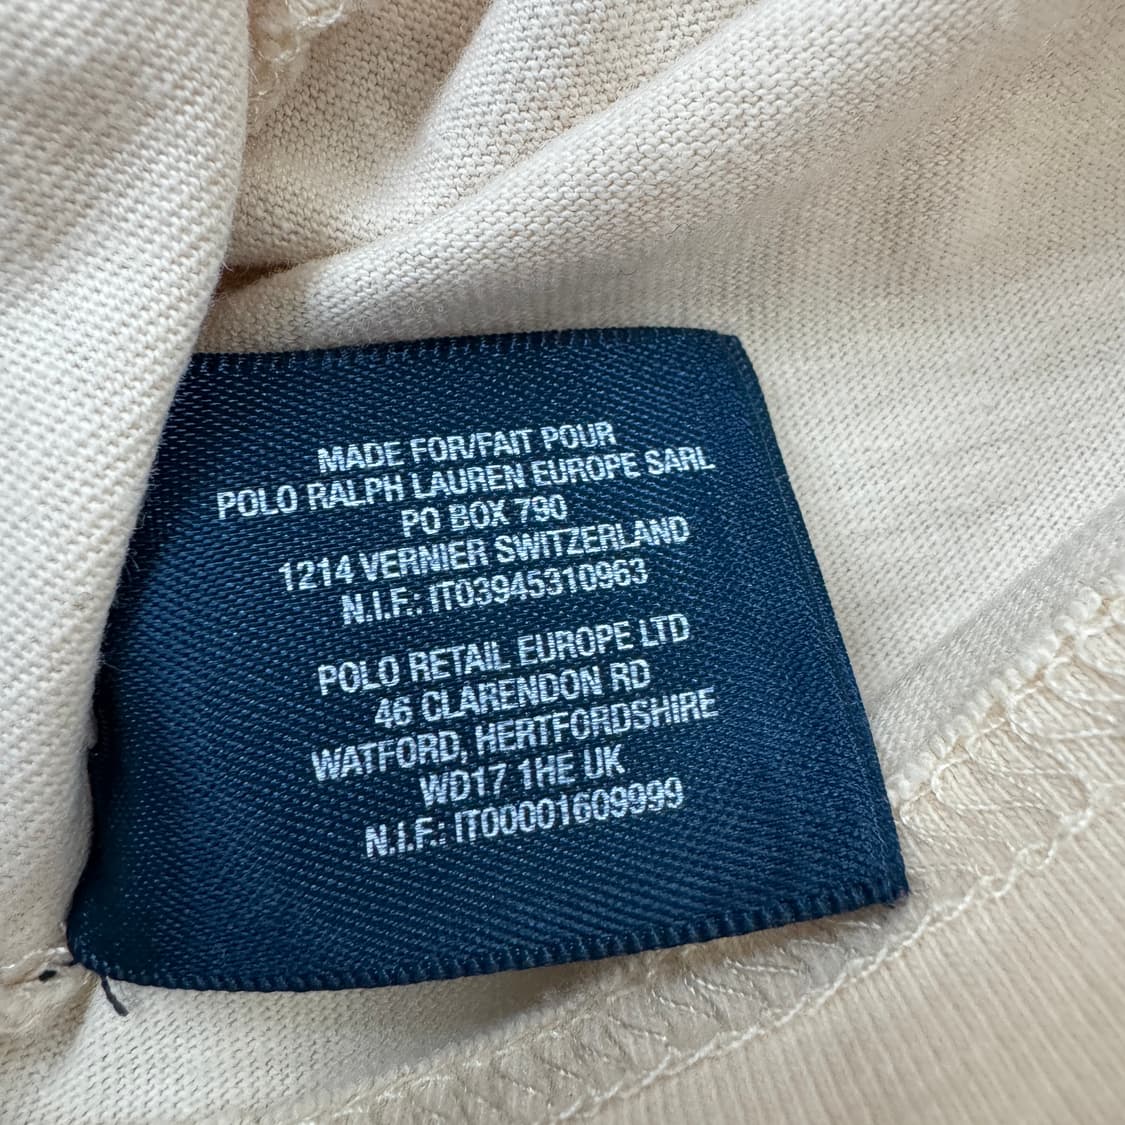 MADE FOR/FAIT POUR
POLO RALPH LAUREN EUROPE SARL
PO BOX 790
1214 VERNIER SWITZERLAND
N.I.F.: IT03945310963
POLO RETAIL EUROPE LTD
46 CLARENDON RD
WATFORD, HERTFORDSHIRE
WD17 1HE UK
N.I.F.: IT00001609999